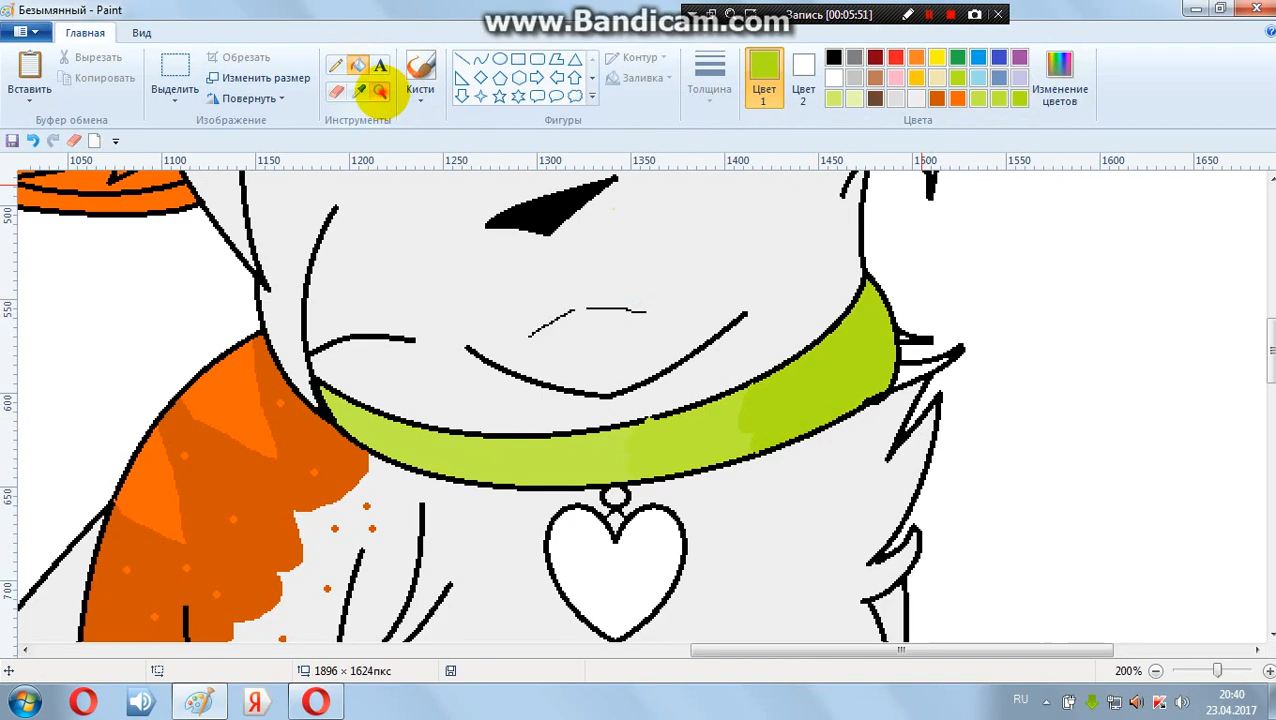 Безымянный - Paint
www.Bandicam.com
Запись [00:05:51]
Главная
Вид
Вставить
Вырезать
Копировать
Буфер обмена
Выделить
Обрезать
Изменить размер
Повернуть
Изображение
A
Инструменты
Кисти
Фигуры
Контур
Заливка
Толщина
Цвет 1
Цвет 2
Цвета
Изменение цветов
1050 1100 1150 1200 1250 1300 1350 1400 1450 1500 1550 1600 1650
500
550
600
650
700
1896 × 1624пкс
200%
Я
RU
20:40
23.04.2017